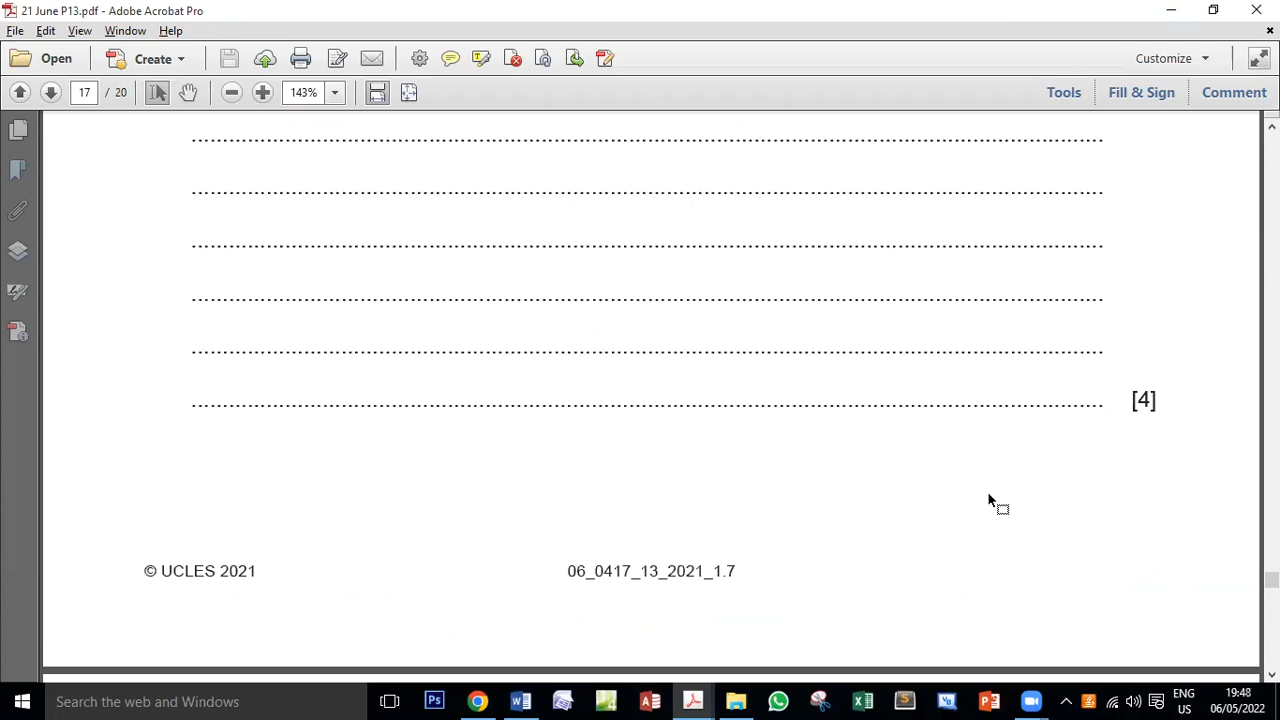 21 June P13.pdf - Adobe Acrobat Pro
File Edit View Window Help
Open Create Customize
17 / 20 143% Tools Fill & Sign Comment
[4]
© UCLES 2021 06_0417_13_2021_1.7
Search the web and Windows
ENG 19:48
US 06/05/2022